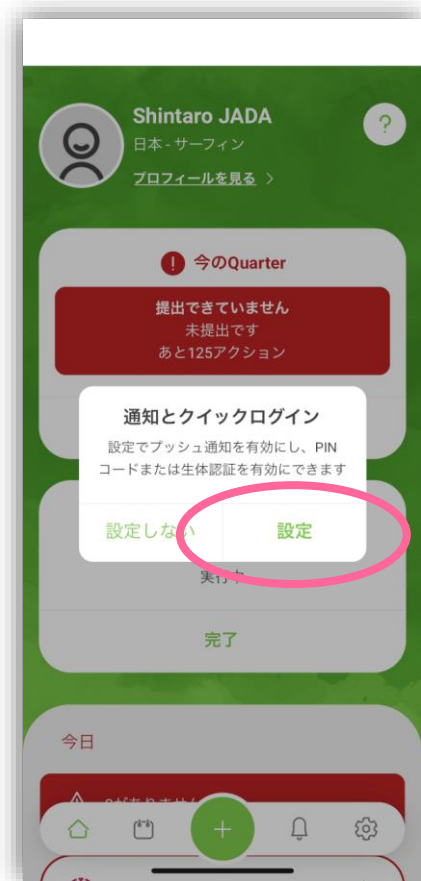 Shintaro JADA
日本 - サーフィン
プロフィールを見る >
?
! 今のQuarter
提出できていません
未提出です
あと125アクション
通知とクイックログイン
設定でプッシュ通知を有効にし、PIN
コードまたは生体認証を有効にできます
設定しない 設定
実行中
完了
今日